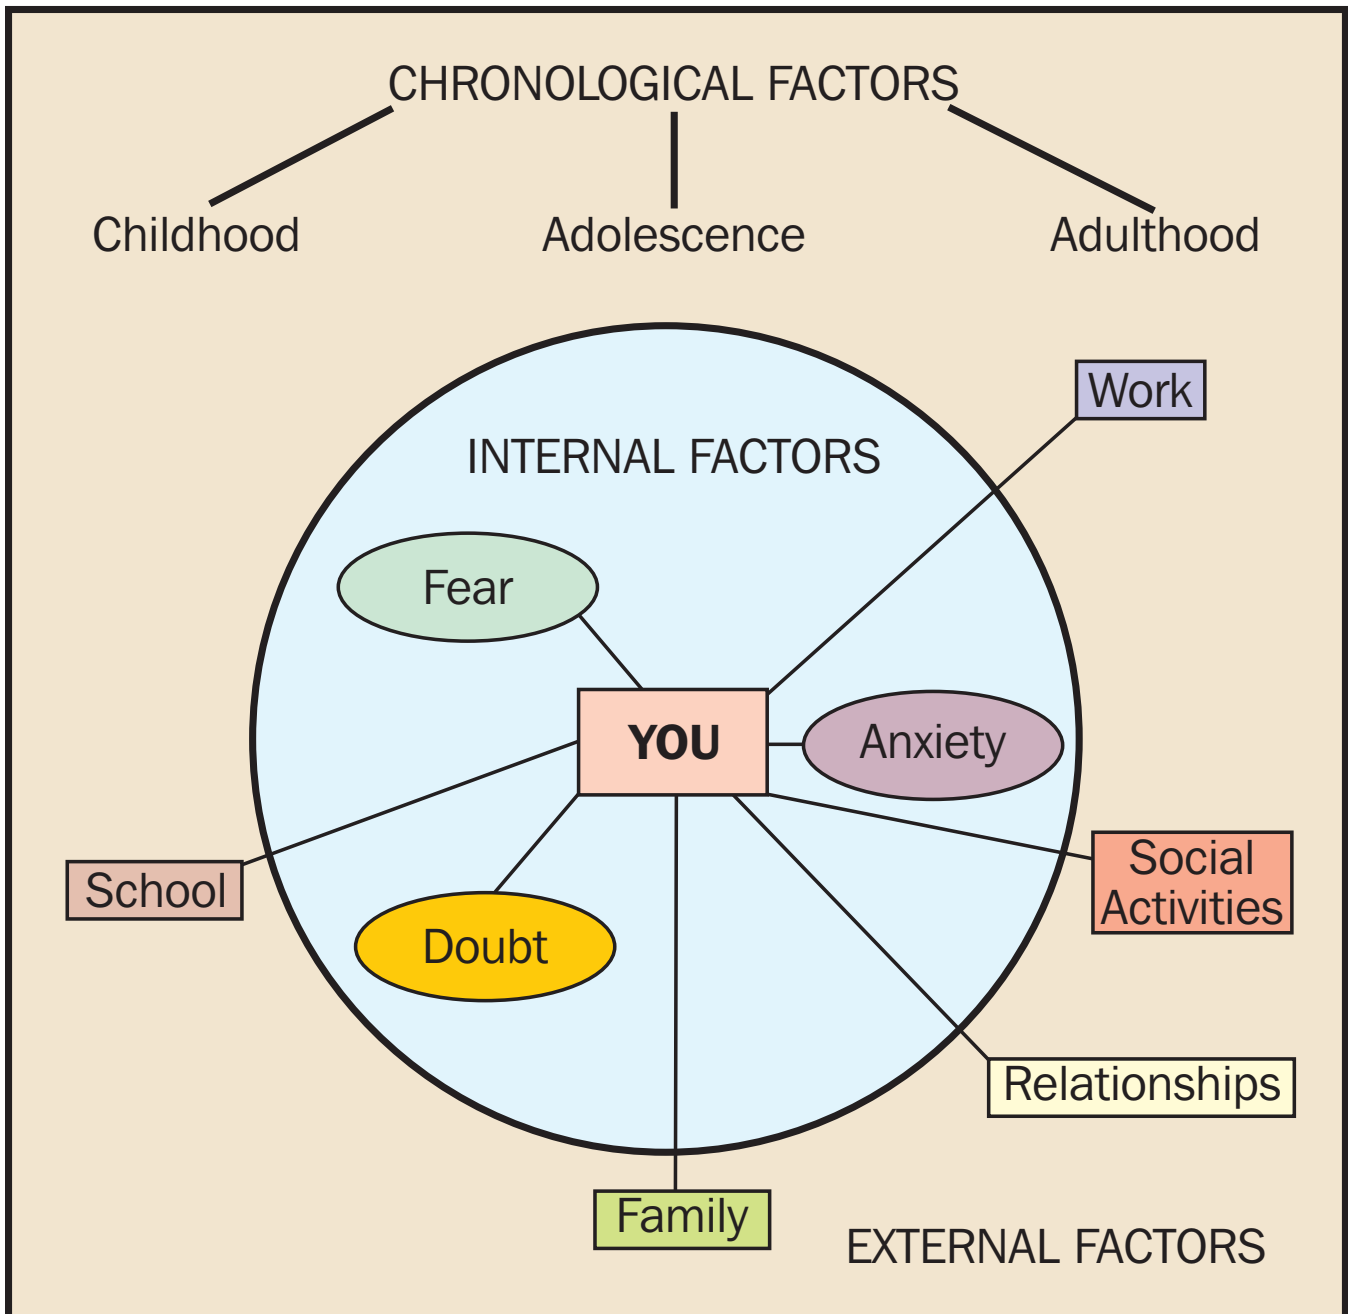 CHRONOLOGICAL FACTORS
Childhood
Adolescence
Adulthood
Work
INTERNAL FACTORS
Fear
YOU
Anxiety
Social
Activities
School
Doubt
Relationships
Family
EXTERNAL FACTORS